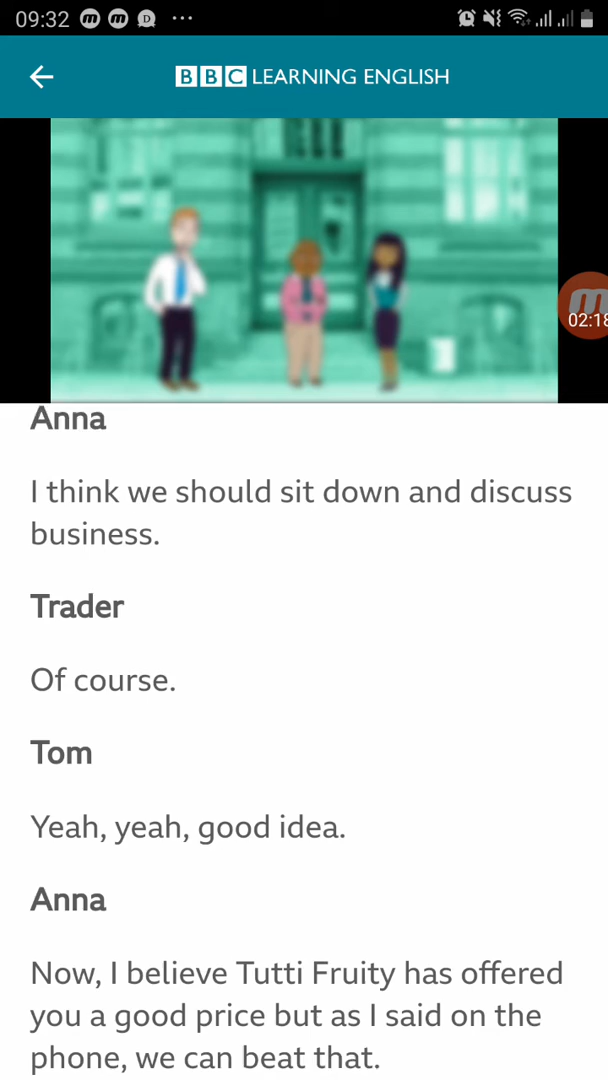 09:32
BBC LEARNING ENGLISH
02:18
Anna
I think we should sit down and discuss
business.
Trader
Of course.
Tom
Yeah, yeah, good idea.
Anna
Now, I believe Tutti Fruity has offered
you a good price but as I said on the
phone, we can beat that.